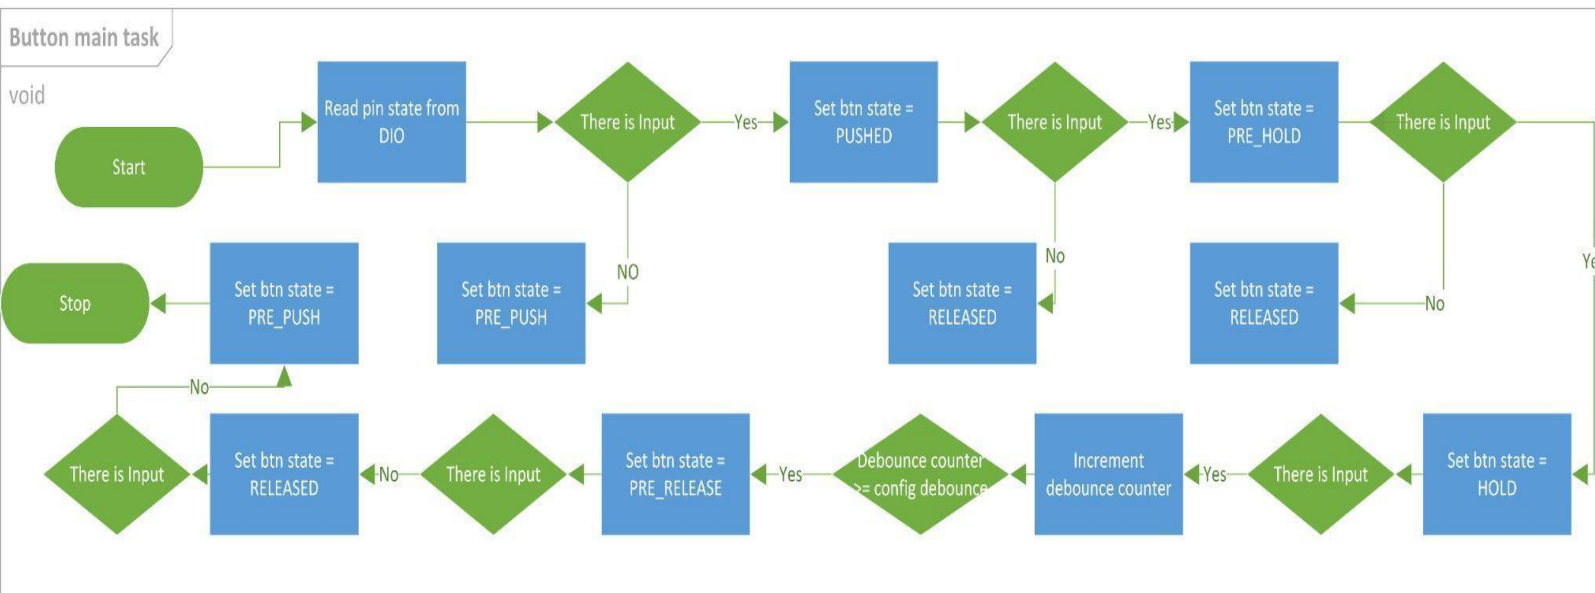 Button main task
void
Start
Read pin state from
DIO
There is Input
Yes
Set btn state =
PUSHED
There is Input
Yes
Set btn state =
PRE_HOLD
There is Input
Stop
Set btn state =
PRE_PUSH
Set btn state =
PRE_PUSH
NO
Set btn state =
RELEASED
No
Set btn state =
RELEASED
No
No
There is Input
Set btn state =
RELEASED
No
There is Input
Set btn state =
PRE_RELEASE
Yes
Debounce counter
>= config debounce
Increment
debounce counter
Yes
There is Input
Set btn state =
HOLD